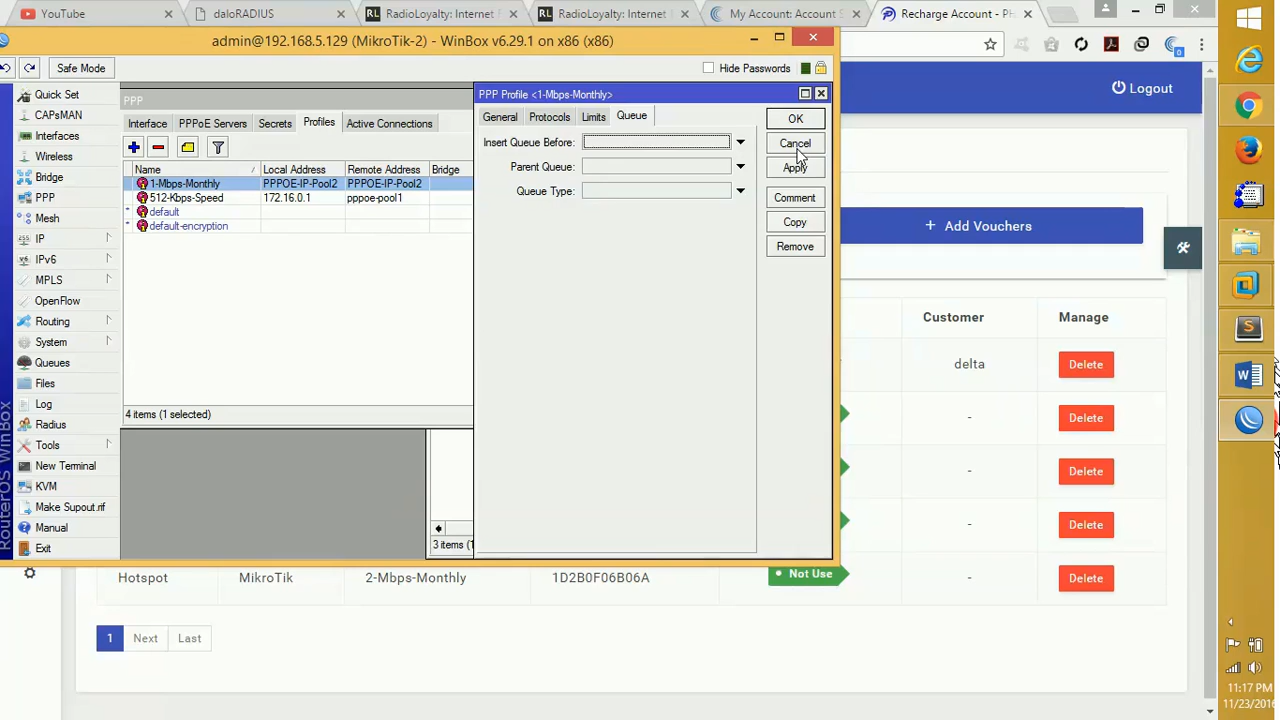 YouTube
daloRADIUS
RadioLoyalty: Internet F
RadioLoyalty: Internet
My Account: Account S
Recharge Account - PH
admin@192.168.5.129 (MikroTik-2) - WinBox v6.29.1 on x86 (x86)
Safe Mode
Hide Passwords
Logout
Quick Set
CAPsMAN
Interfaces
Wireless
Bridge
PPP
Mesh
IP
IPv6
MPLS
OpenFlow
Routing
System
Queues
Files
Log
Radius
Tools
New Terminal
KVM
Make Supout.rif
Manual
Exit
RouterOS WinBox
PPP
Interface PPPoE Servers Secrets Profiles Active Connections
Name Local Address Remote Address Bridge
1-Mbps-Monthly PPPOE-IP-Pool2 PPPOE-IP-Pool2
512-Kbps-Speed 172.16.0.1 pppoe-pool1
* default
* default-encryption
4 items (1 selected)
3 items (1
PPP Profile <1-Mbps-Monthly>
General Protocols Limits Queue
Insert Queue Before:
Parent Queue:
Queue Type:
OK
Cancel
Apply
Comment
Copy
Remove
+ Add Vouchers
Customer Manage
delta Delete
- Delete
- Delete
- Delete
Hotspot MikroTik 2-Mbps-Monthly 1D2B0F06B06A Not Use - Delete
1 Next Last
11:17 PM
11/23/2016